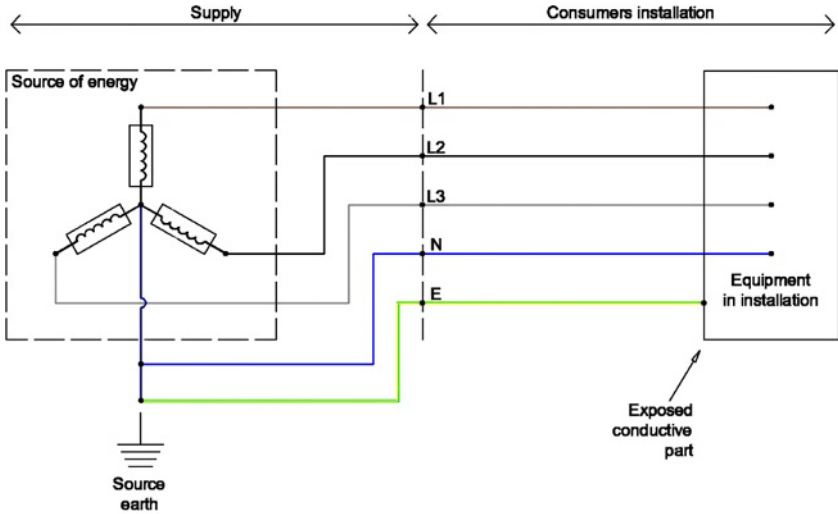 Supply
Consumers installation
Source of energy
L1
L2
L3
N
E
Equipment
in installation
Exposed
conductive
part
Source
earth